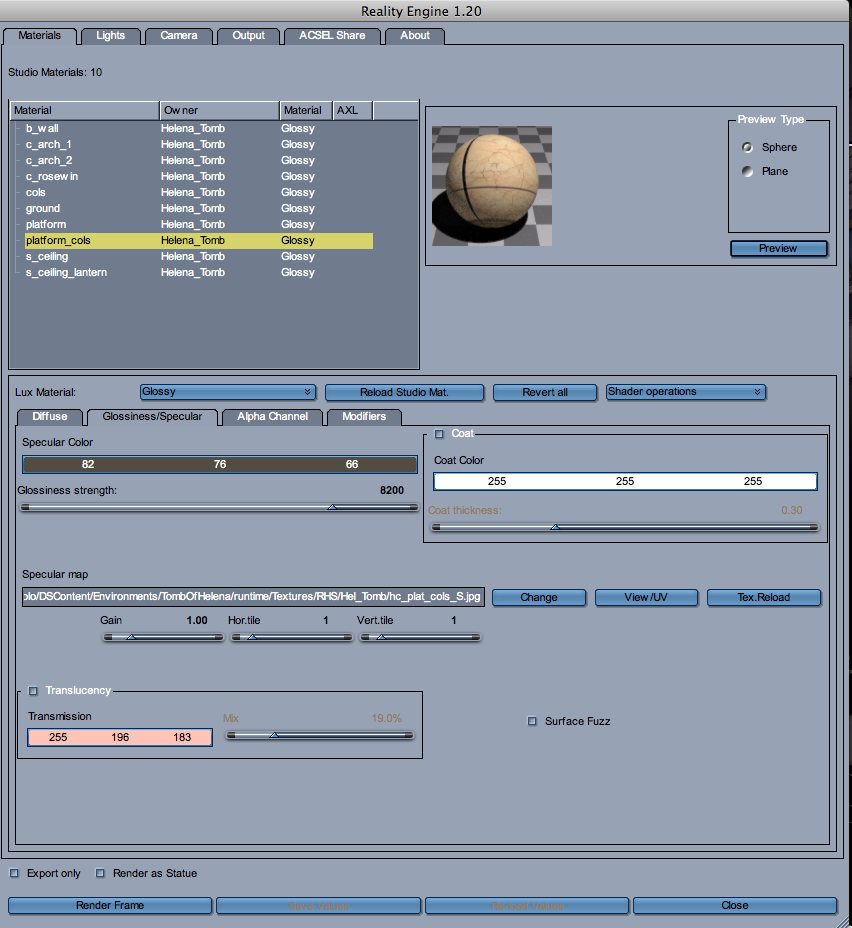 Reality Engine 1.20
Materials Lights Camera Output ACSEL Share About
Studio Materials: 10
Material Owner Material AXL
b_wall Helena_Tomb Glossy
c_arch_1 Helena_Tomb Glossy
c_arch_2 Helena_Tomb Glossy
c_rosewin Helena_Tomb Glossy
cols Helena_Tomb Glossy
ground Helena_Tomb Glossy
platform Helena_Tomb Glossy
platform_cols Helena_Tomb Glossy
s_ceiling Helena_Tomb Glossy
s_ceiling_lantern Helena_Tomb Glossy
Preview Type
Sphere
Plane
Preview
Lux Material: Glossy Reload Studio Mat. Revert all Shader operations
Diffuse Glossiness/Specular Alpha Channel Modifiers
Specular Color
82 76 66
Glossiness strength: 8200
Coat
Coat Color
255 255 255
Coat thickness: 0.30
Specular map
olo/DSContent/Environments/TombOfHelena/runtime/Textures/RHS/Hel_Tomb/hc_plat_cols_S.jpg Change View/UV Tex.Reload
Gain 1.00 Hor.tile 1 Vert.tile 1
Translucency
Transmission Mix 19.0%
255 196 183
Surface Fuzz
Export only Render as Statue
Render Frame Close